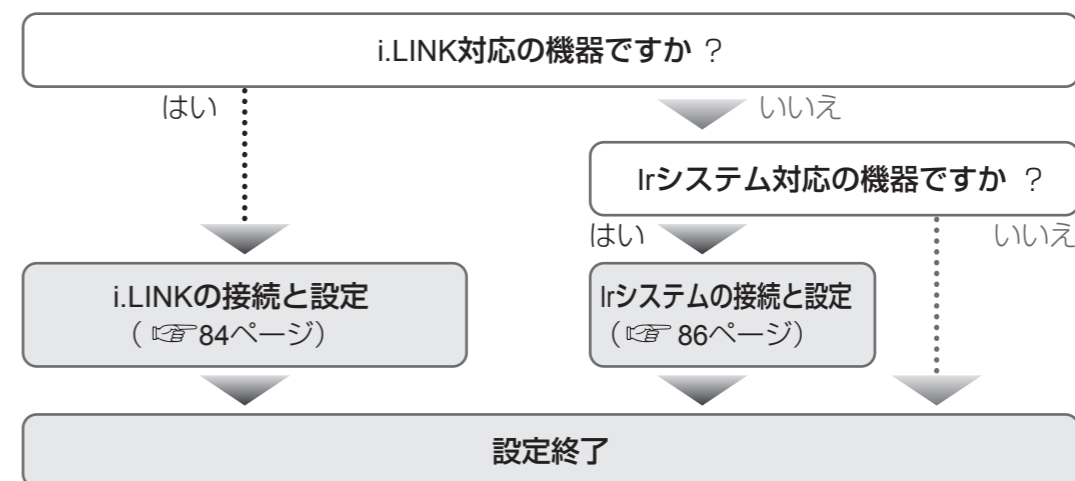 i.LINK対応の機器ですか ？
はい
いいえ
Irシステム対応の機器ですか ？
はい
いいえ
i.LINKの接続と設定
（☞84ページ）
Irシステムの接続と設定
（☞ 86ページ）
設定終了